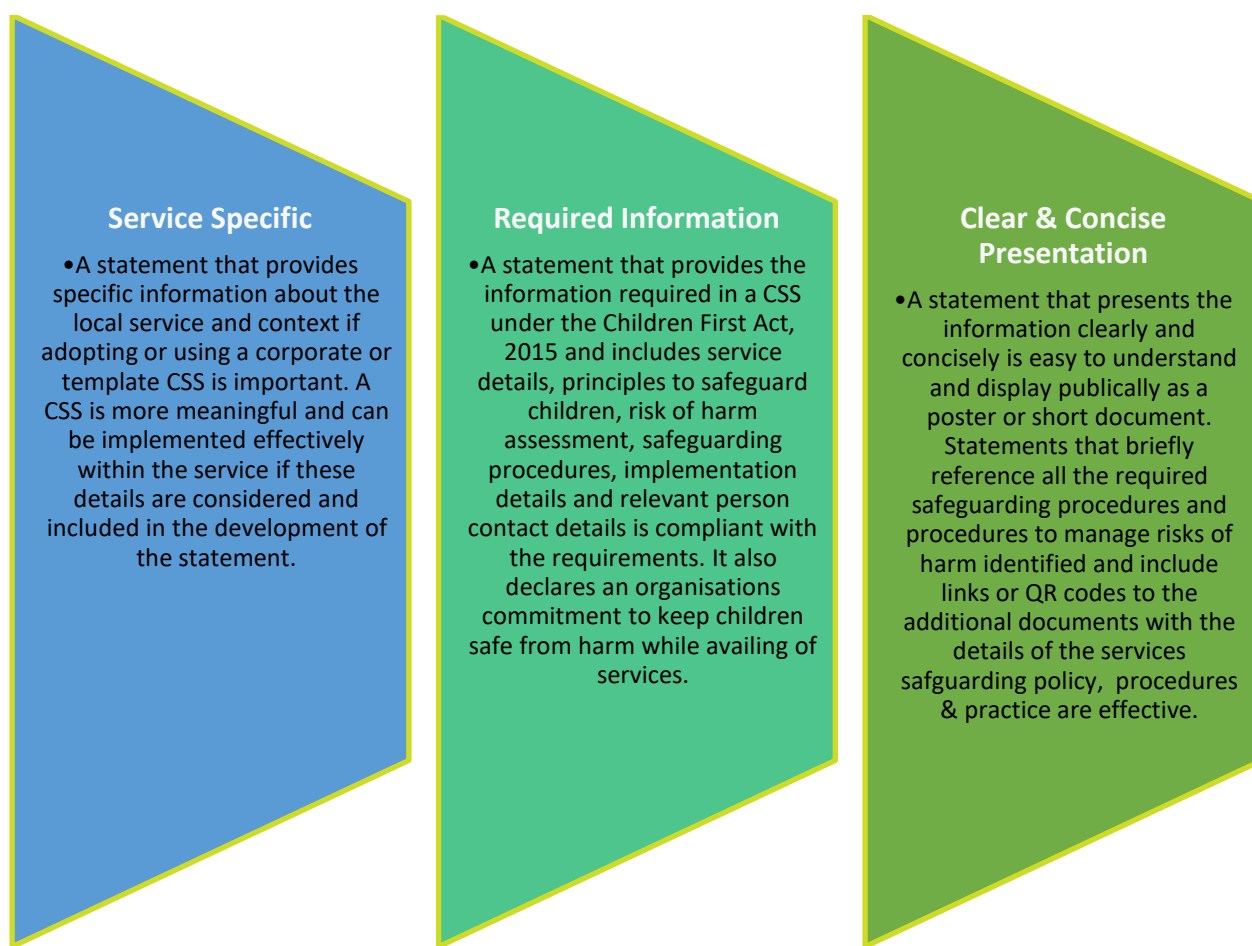 Service Specific
•A statement that provides
specific information about the
local service and context if
adopting or using a corporate or
template CSS is important. A
CSS is more meaningful and can
be implemented effectively
within the service if these
details are considered and
included in the development of
the statement.
Required Information
•A statement that provides the
information required in a CSS
under the Children First Act,
2015 and includes service
details, principles to safeguard
children, risk of harm
assessment, safeguarding
procedures, implementation
details and relevant person
contact details is compliant with
the requirements. It also
declares an organisations
commitment to keep children
safe from harm while availing of
services.
Clear & Concise
Presentation
•A statement that presents the
information clearly and
concisely is easy to understand
and display publically as a
poster or short document.
Statements that briefly
reference all the required
safeguarding procedures and
procedures to manage risks of
harm identified and include
links or QR codes to the
additional documents with the
details of the services
safguarding policy, procedures
& practice are effective.